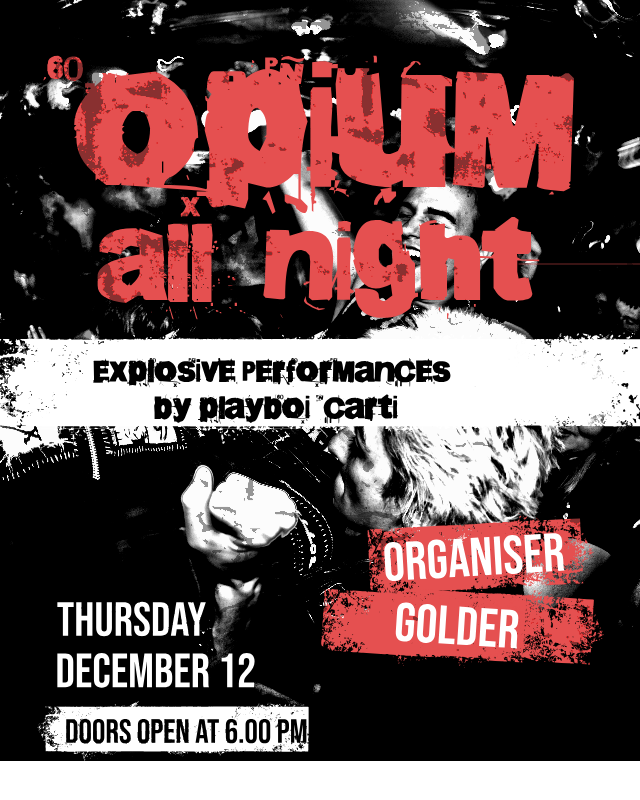 opiuM
all night
ExplosivE PErforMancEs
by playboi carti
ORGANISER
GOLDER
THURSDAY
DECEMBER 12
DOORS OPEN AT 6.00 PM